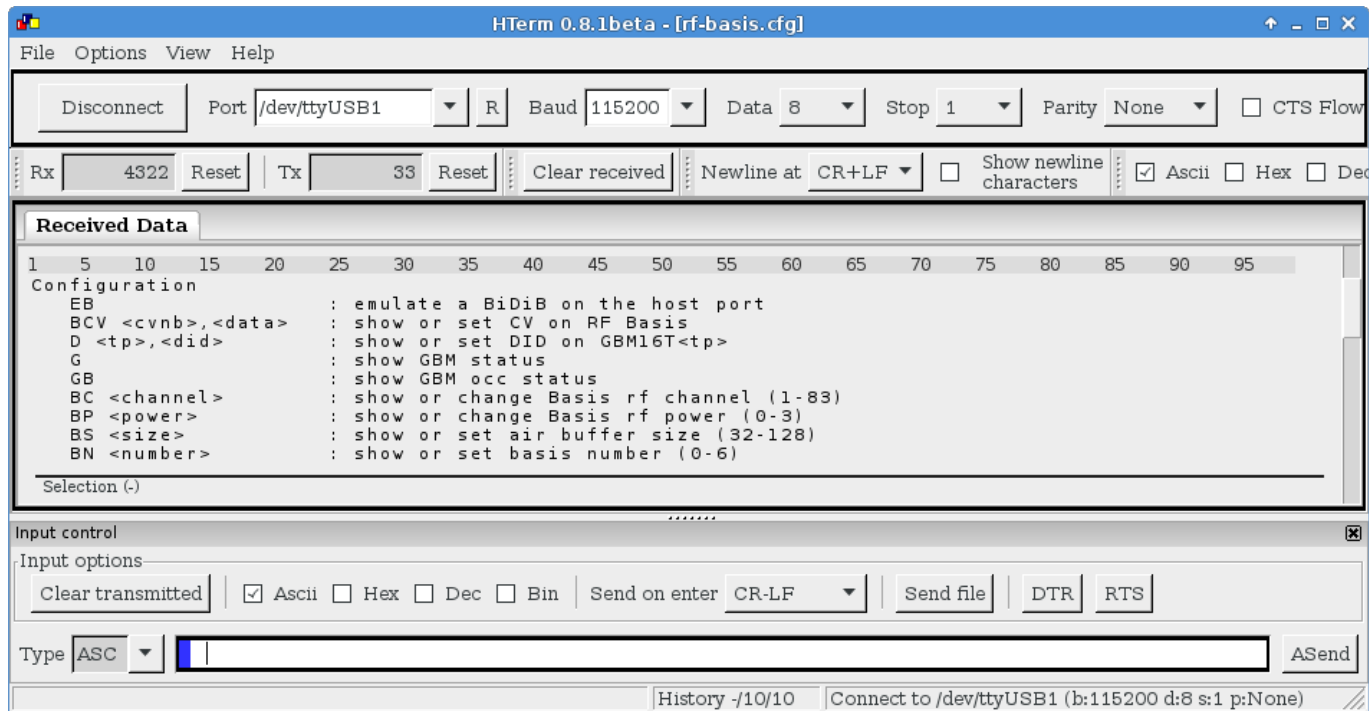 HTerm 0.8.1beta - [rf-basis.cfg]
File Options View Help
Disconnect Port /dev/ttyUSB1 R Baud 115200 Data 8 Stop 1 Parity None CTS Flow
Rx 4322 Reset Tx 33 Reset Clear received Newline at CR+LF Show newline characters Ascii Hex Dec
Received Data
1 5 10 15 20 25 30 35 40 45 50 55 60 65 70 75 80 85 90 95
Configuration
EB : emulate a BiDiB on the host port
BCV <cvnb>,<data> : show or set CV on RF Basis
D <tp>,<did> : show or set DID on GBM16T<tp>
G : show GBM status
GB : show GBM occ status
BC <channel> : show or change Basis rf channel (1-83)
BP <power> : show or change Basis rf power (0-3)
BS <size> : show or set air buffer size (32-128)
BN <number> : show or set basis number (0-6)
Selection (-)
Input control
Input options
Clear transmitted Ascii Hex Dec Bin Send on enter CR-LF Send file DTR RTS
Type ASC ASend
History -/10/10 Connect to /dev/ttyUSB1 (b:115200 d:8 s:1 p:None)